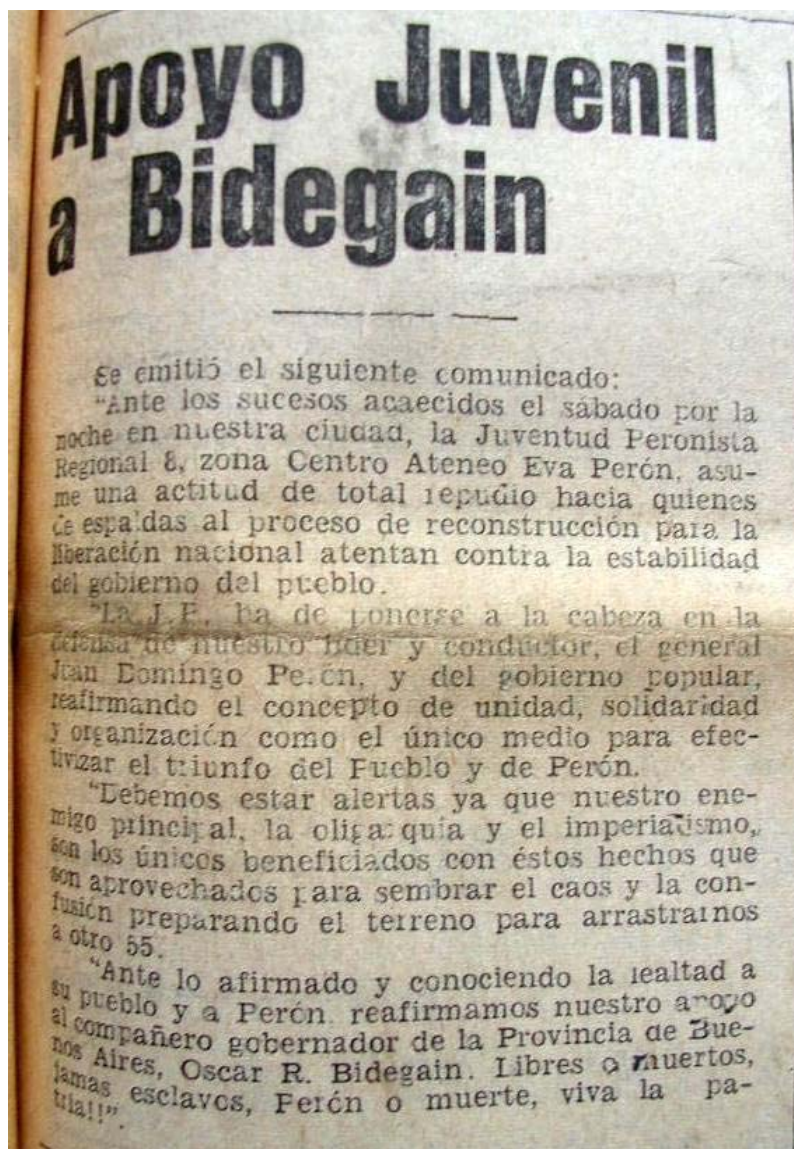 Apoyo Juvenil
a Bidegain
Se emitió el siguiente comunicado:
"Ante los sucesos acaecidos el sábado por la
noche en nuestra ciudad, la Juventud Peronista
Regional 8, zona Centro Ateneo Eva Perón, asu-
me una actitud de total repudio hacia quienes
de espaldas al proceso de reconstrucción para la
liberación nacional atentan contra la estabilidad
del gobierno del pueblo.
"La J.P. ha de ponerse a la cabeza en la
defensa de nuestro líder y conductor, el general
Juan Domingo Perón, y del gobierno popular,
reafirmando el concepto de unidad, solidaridad
y organización como el único medio para efec-
tivizar el triunfo del Pueblo y de Perón.
"Debemos estar alertas ya que nuestro ene-
migo principal, la oligarquía y el imperialismo,
son los únicos beneficiados con éstos hechos que
son aprovechados para sembrar el caos y la con-
fusión preparando el terreno para arrastrarnos
a otro 55.
"Ante lo afirmado y conociendo la lealtad a
su pueblo y a Perón reafirmamos nuestro apoyo
al compañero gobernador de la Provincia de Bue-
nos Aires, Oscar R. Bidegain. Libres o muertos,
jamas esclavos, Perón o muerte, viva la pa-
tria!!".